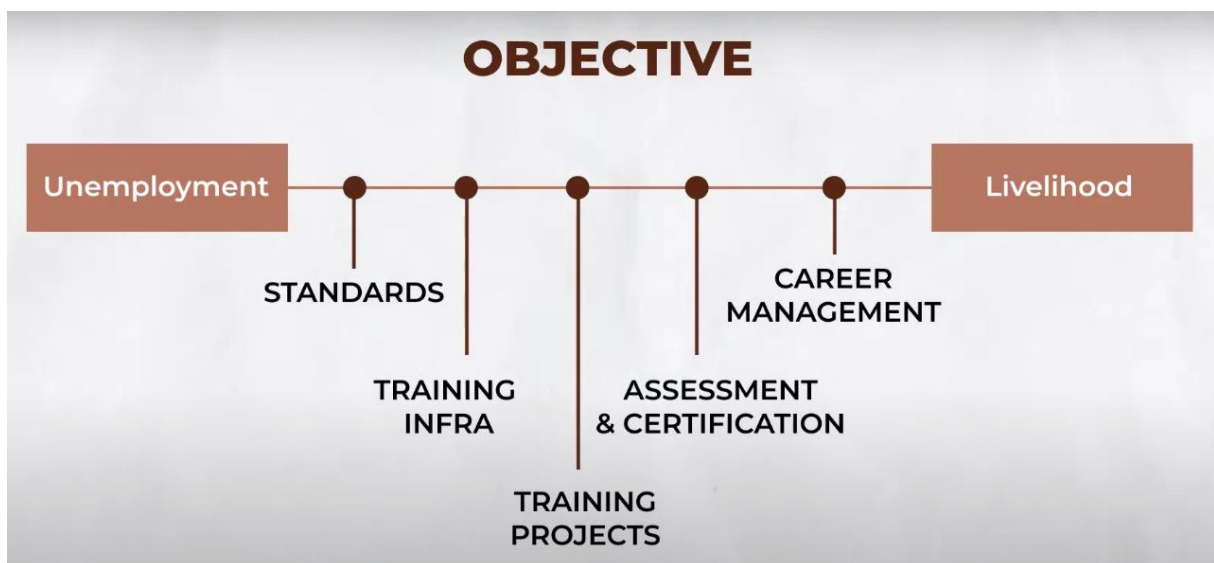 OBJECTIVE
Unemployment
Livelihood
STANDARDS
TRAINING
INFRA
TRAINING
PROJECTS
ASSESSMENT
& CERTIFICATION
CAREER
MANAGEMENT